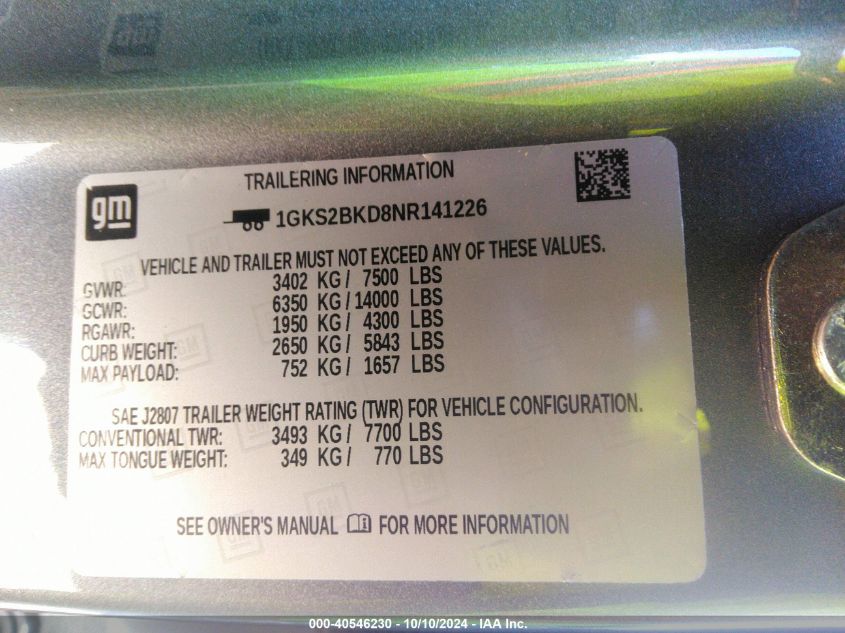 gm
TRAILERING INFORMATION
1GKS2BKD8NR141226
VEHICLE AND TRAILER MUST NOT EXCEED ANY OF THESE VALUES.
GVWR: 3402 KG / 7500 LBS
GCWR: 6350 KG / 14000 LBS
RGAWR: 1950 KG / 4300 LBS
CURB WEIGHT: 2650 KG / 5843 LBS
MAX PAYLOAD: 752 KG / 1657 LBS
SAE J2807 TRAILER WEIGHT RATING (TWR) FOR VEHICLE CONFIGURATION.
CONVENTIONAL TWR: 3493 KG / 7700 LBS
MAX TONGUE WEIGHT: 349 KG / 770 LBS
SEE OWNER'S MANUAL FOR MORE INFORMATION
000-40546230 - 10/10/2024 - IAA Inc.